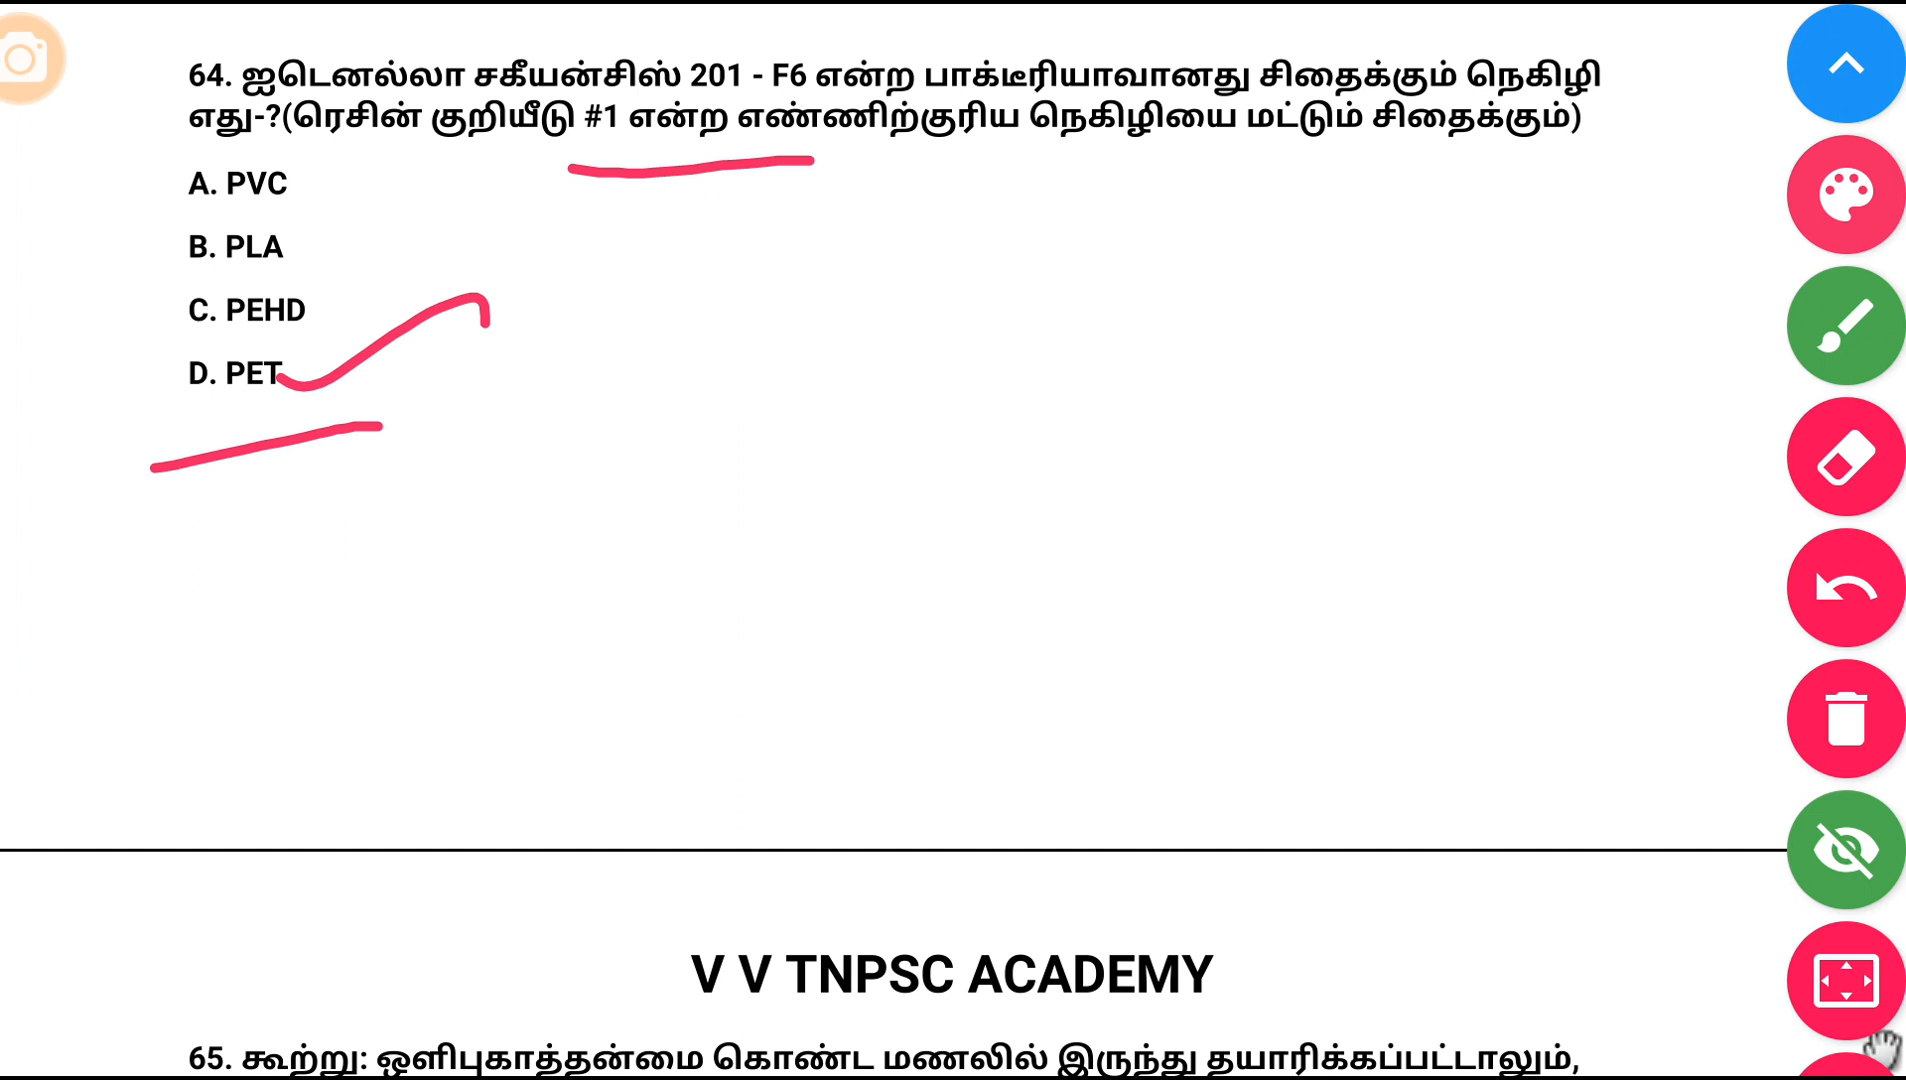 64. ஐடெனல்லா சகீயன்சிஸ் 201 - F6 என்ற பாக்டீரியாவானது சிதைக்கும் நெகிழி
எது-?(ரெசின் குறியீடு #1 என்ற எண்ணிற்குரிய நெகிழியை மட்டும் சிதைக்கும்)
A. PVC
B. PLA
C. PEHD
D. PET
V V TNPSC ACADEMY
65. கூற்று: ஒளிபுகாத்தன்மை கொண்ட மணலில் இருந்து தயாரிக்கப்பட்டாலும்,